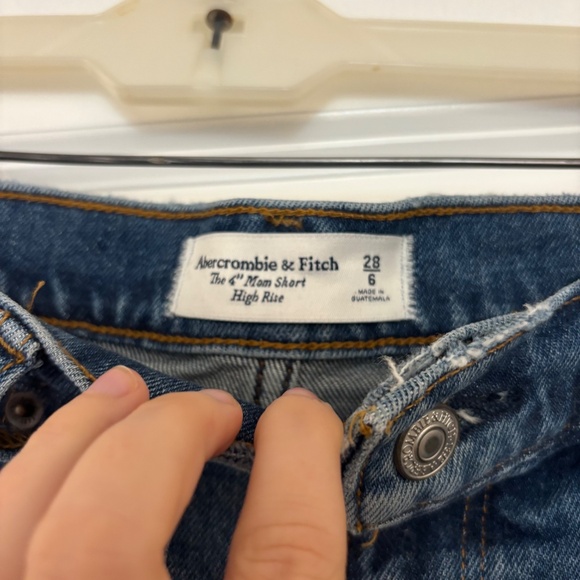 Abercrombie & Fitch
The 4" Mom Short
High Rise
28
6
MADE IN
GUATEMALA